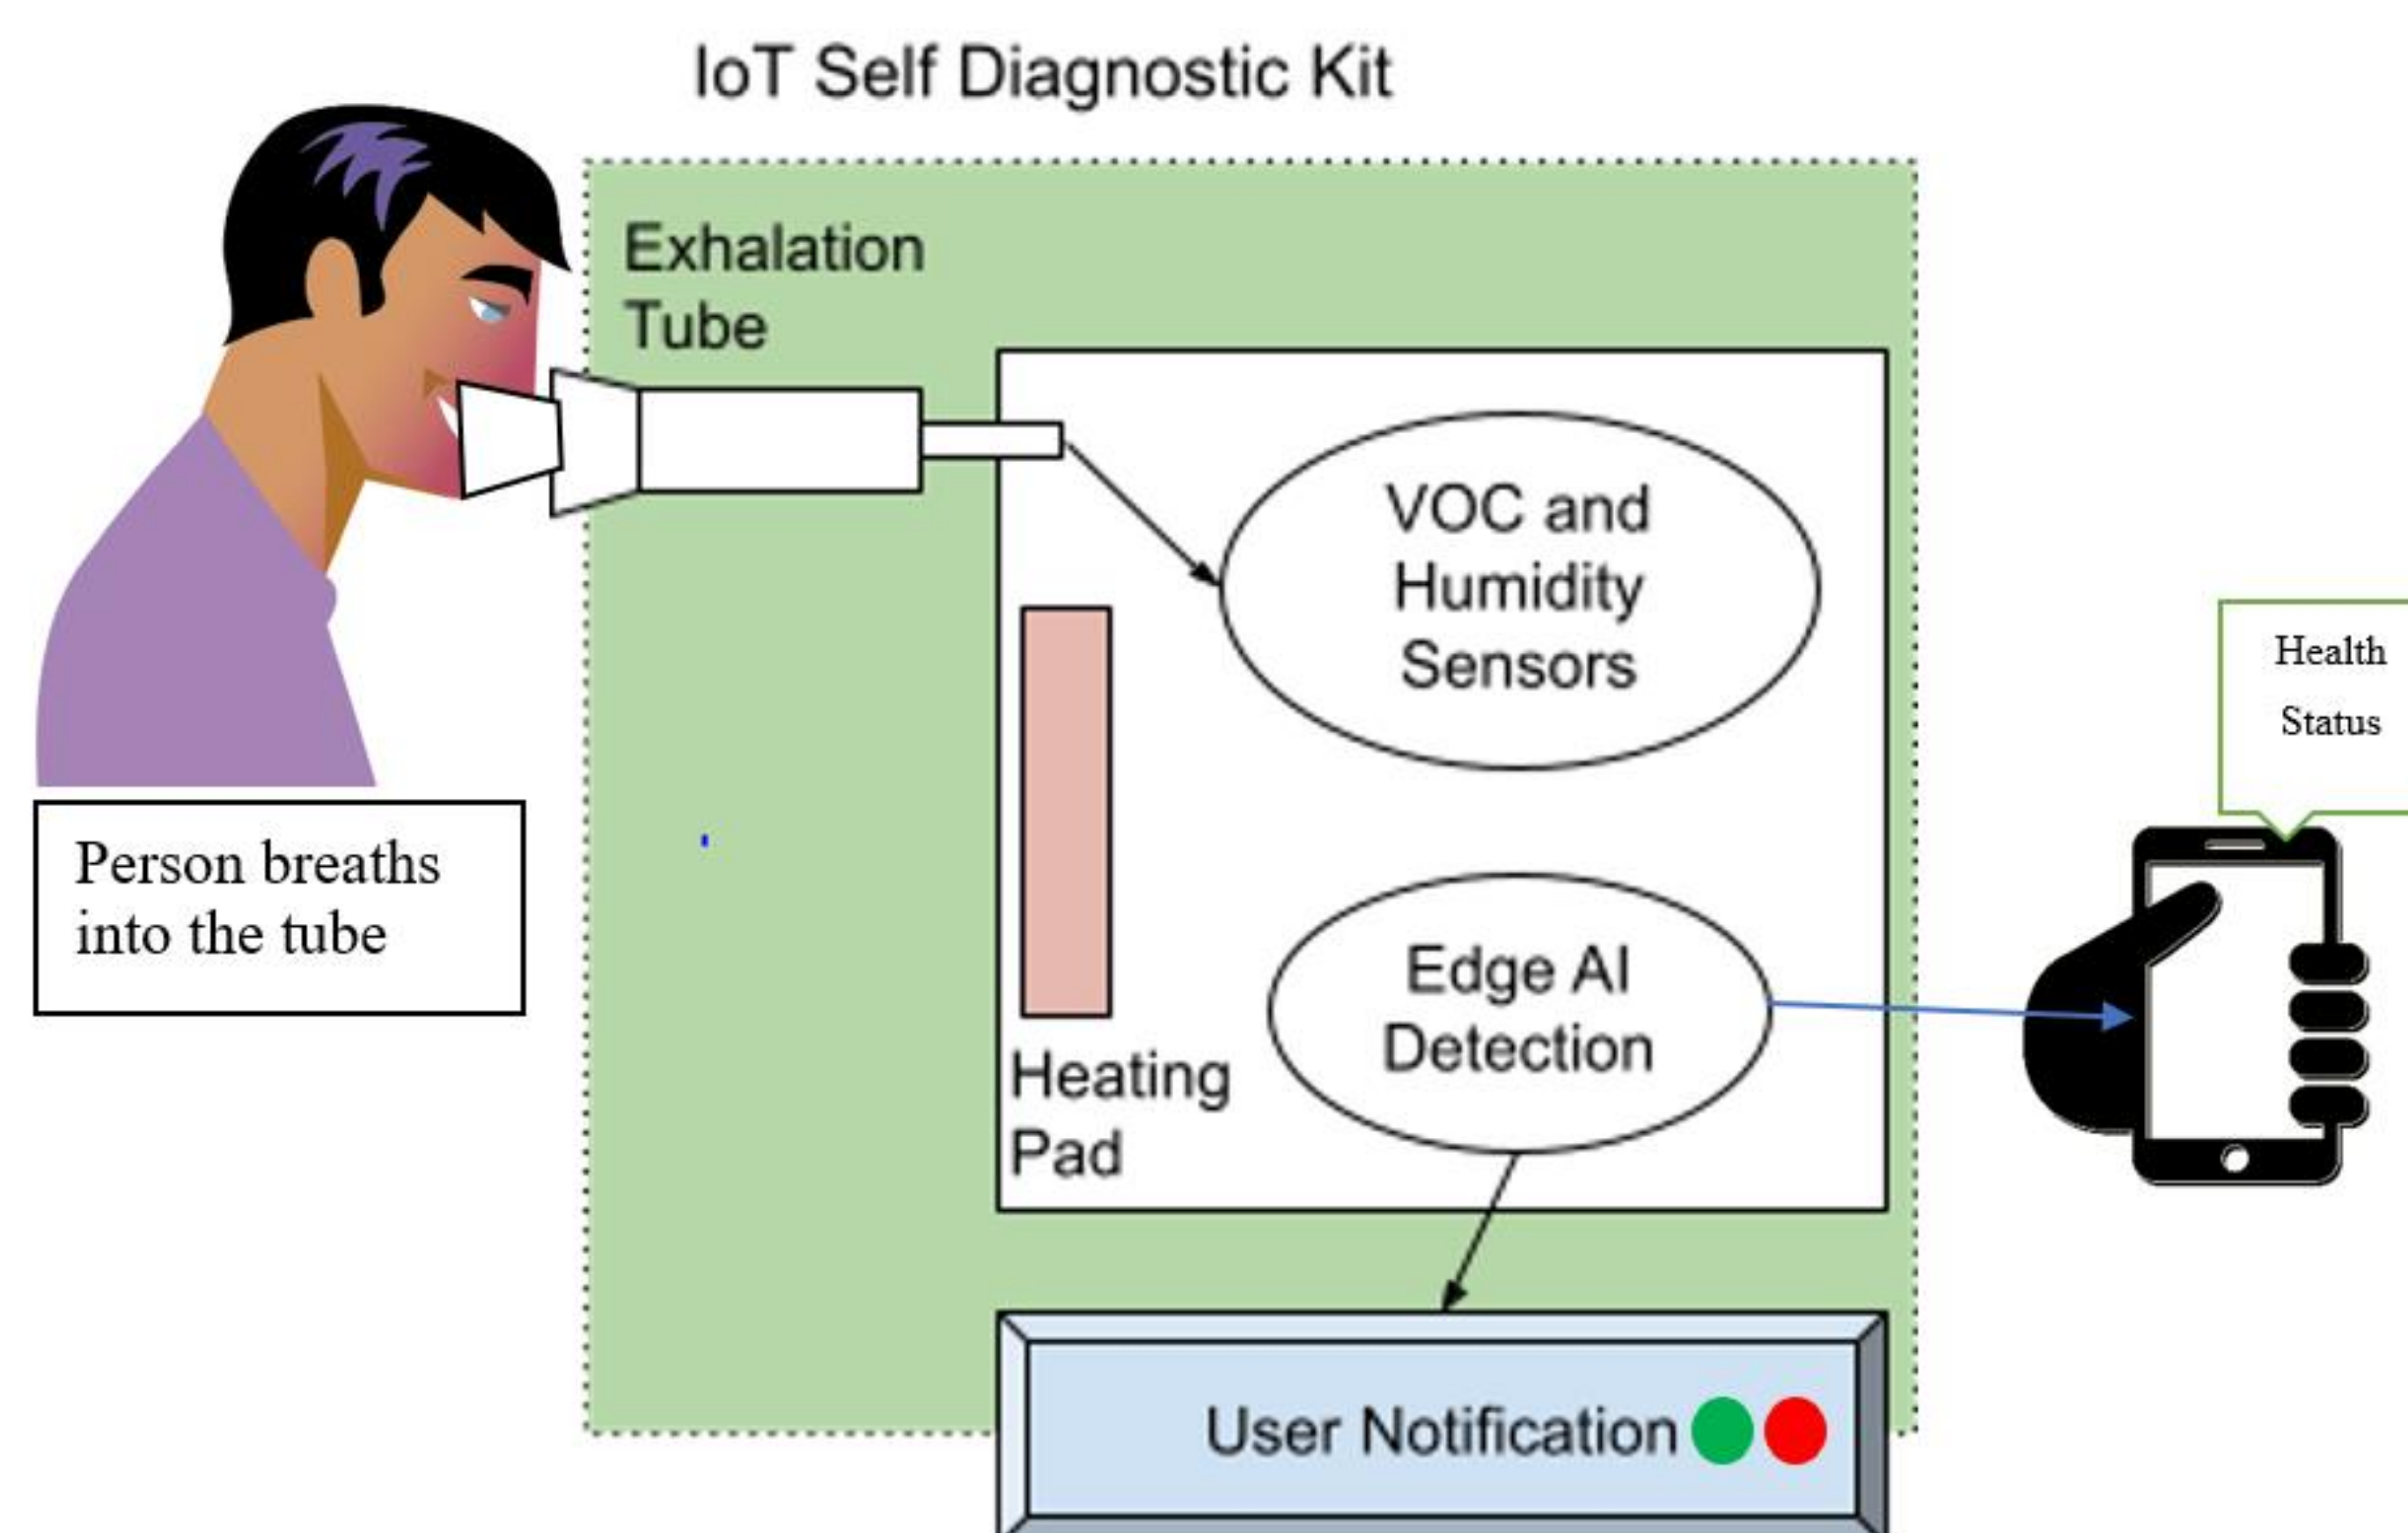 IoT Self Diagnostic Kit
Exhalation
Tube
VOC and
Humidity
Sensors
Health
Status
Person breaths
into the tube
Edge AI
Detection
Heating
Pad
User Notification